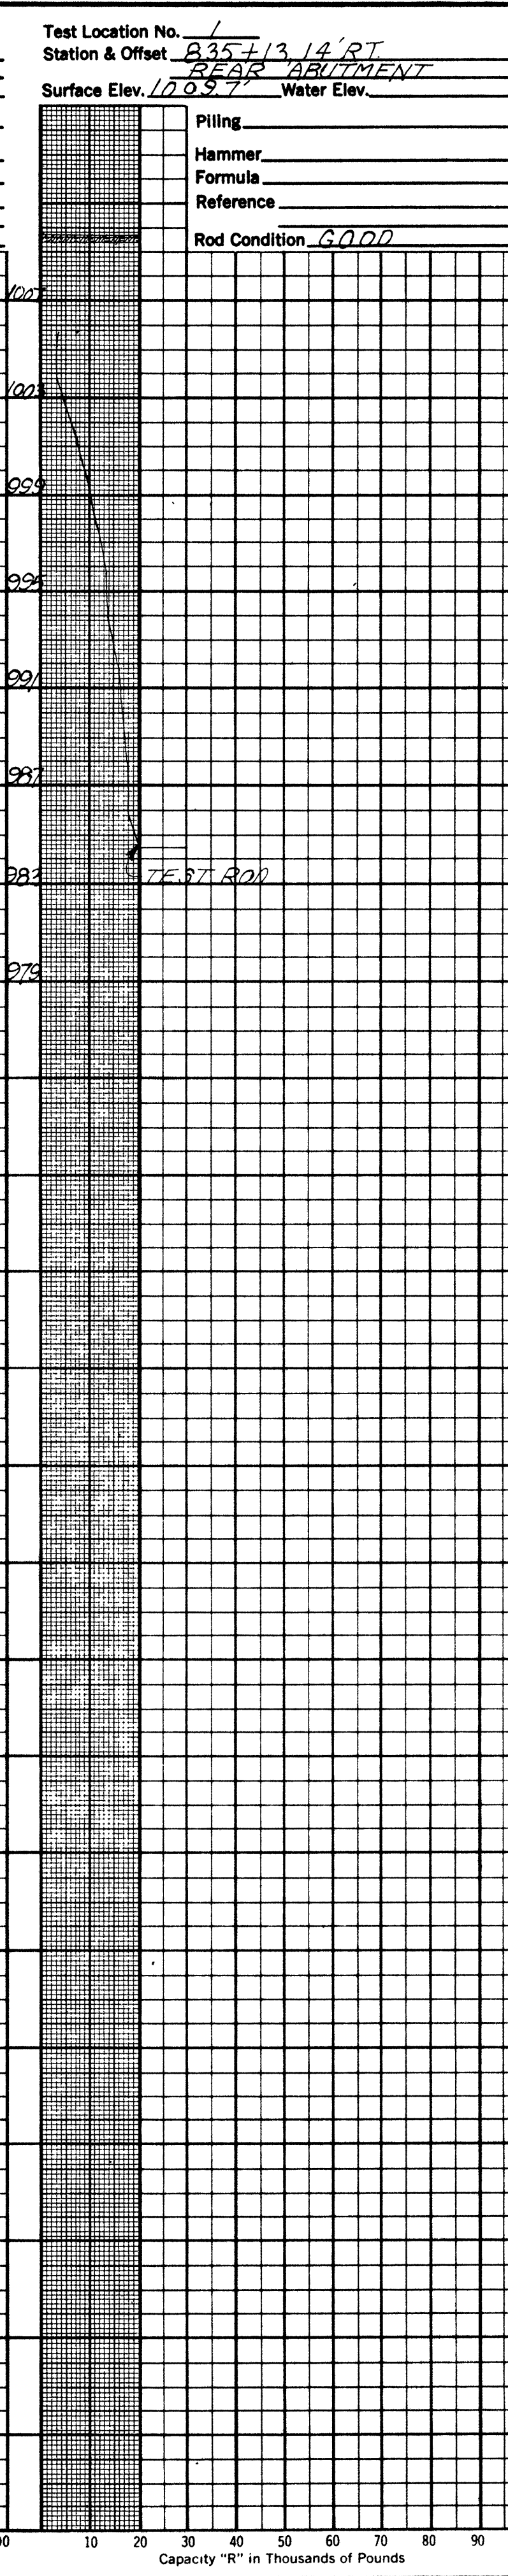 Test Location No. 1
Station & Offset 835+13, 14' RT.
REAR ABUTMENT
Surface Elev. 1009.7' Water Elev.
Piling
Hammer
Formula
Reference
Rod Condition GOOD
1007
1003
999
995
991
987
983
979
TEST ROD
10 20 30 40 50 60 70 80 90
Capacity "R" in Thousands of Pounds